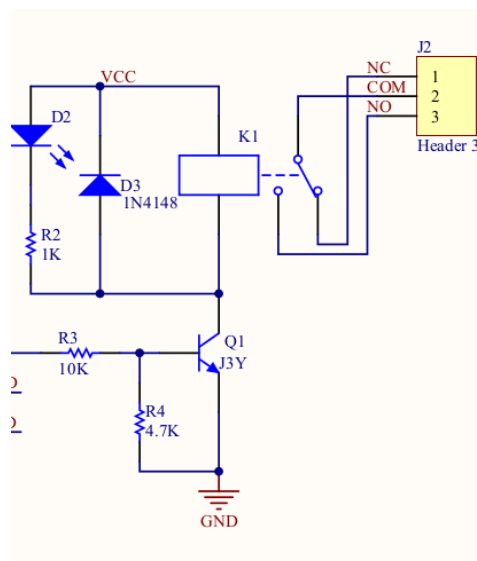 J2
NC
1
VCC
COM
2
NO
3
D2
K1
Header 3
D3
1N4148
R2
1K
R3
Q1
10K
J3Y
R4
4.7K
GND